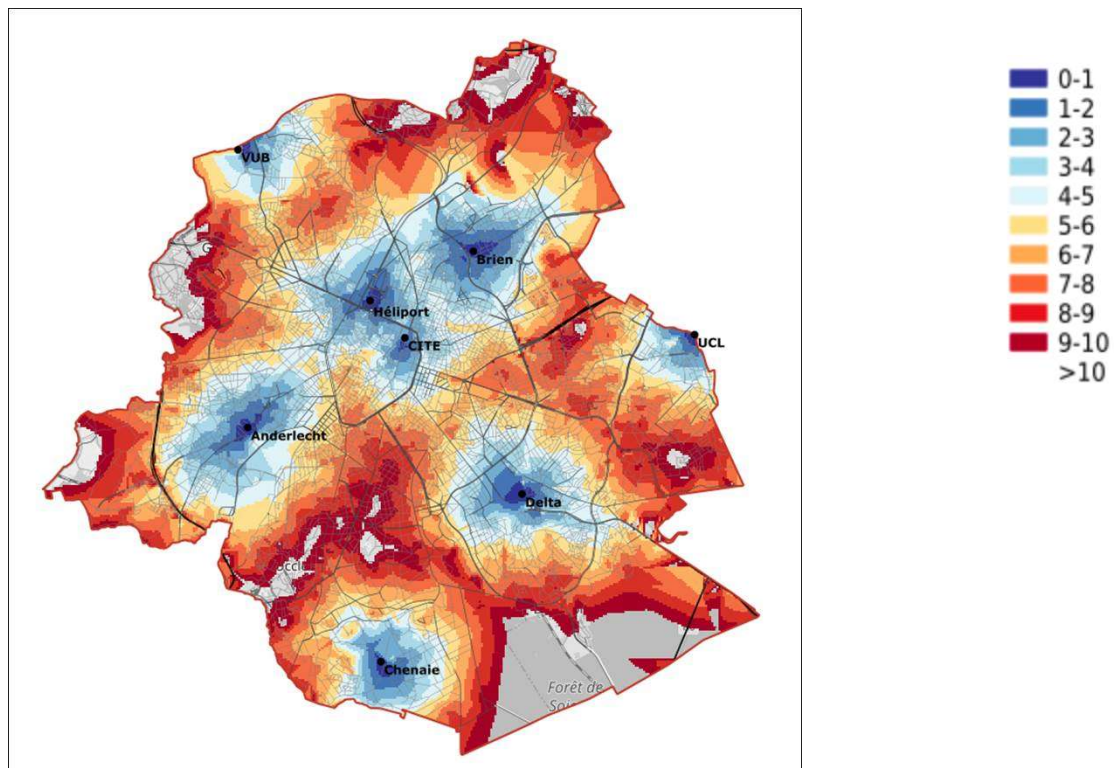 VUB
Brien
Héliport
CITE
UCL
Anderlecht
Delta
Chenaie
Forêt de
0-1
1-2
2-3
3-4
4-5
5-6
6-7
7-8
8-9
9-10
>10